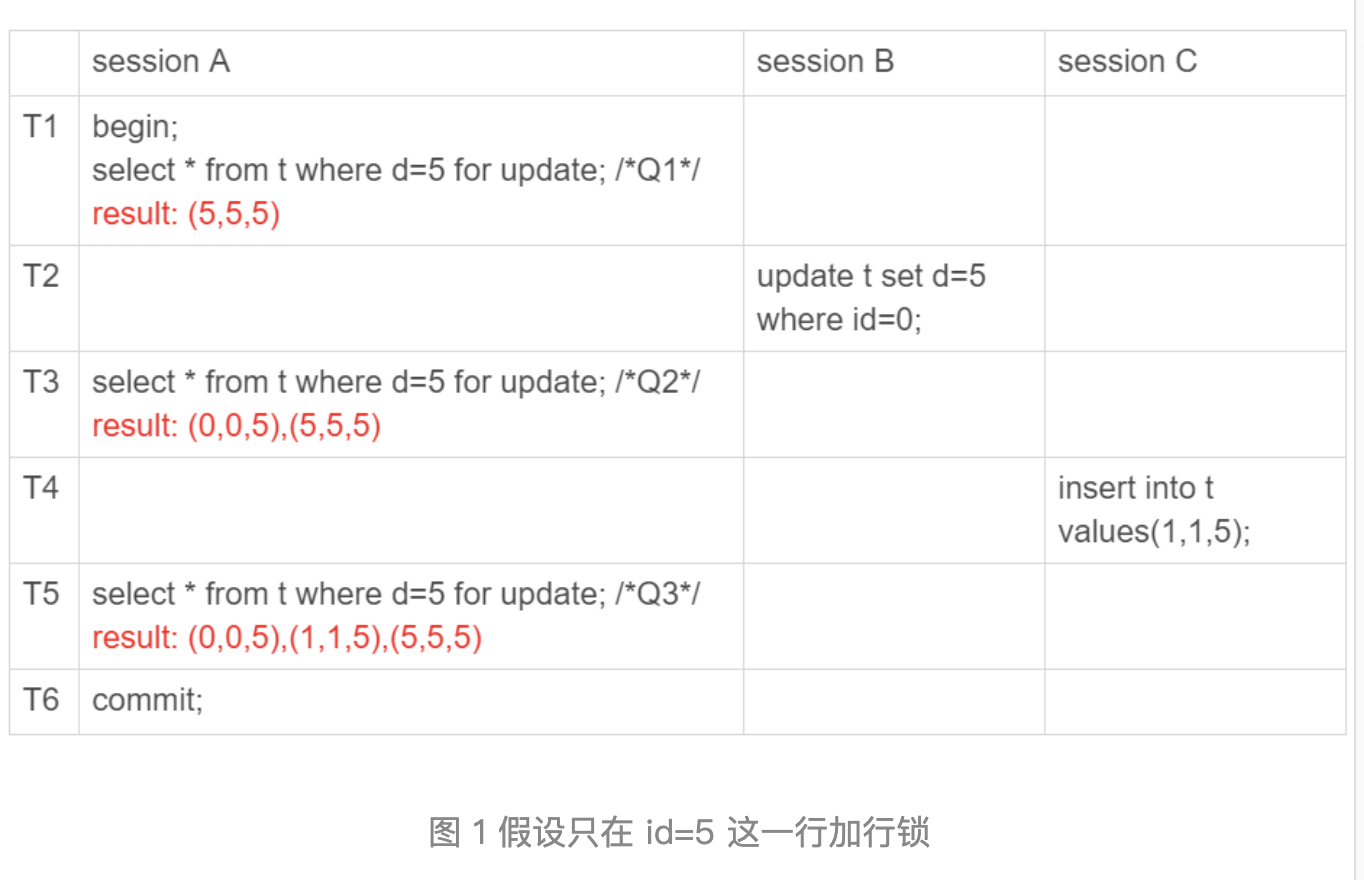 session A session B session C
T1 begin;
select * from t where d=5 for update; /*Q1*/
result: (5,5,5)
T2 update t set d=5
where id=0;
T3 select * from t where d=5 for update; /*Q2*/
result: (0,0,5),(5,5,5)
T4 insert into t
values(1,1,5);
T5 select * from t where d=5 for update; /*Q3*/
result: (0,0,5),(1,1,5),(5,5,5)
T6 commit;
图 1 假设只在 id=5 这一行加行锁